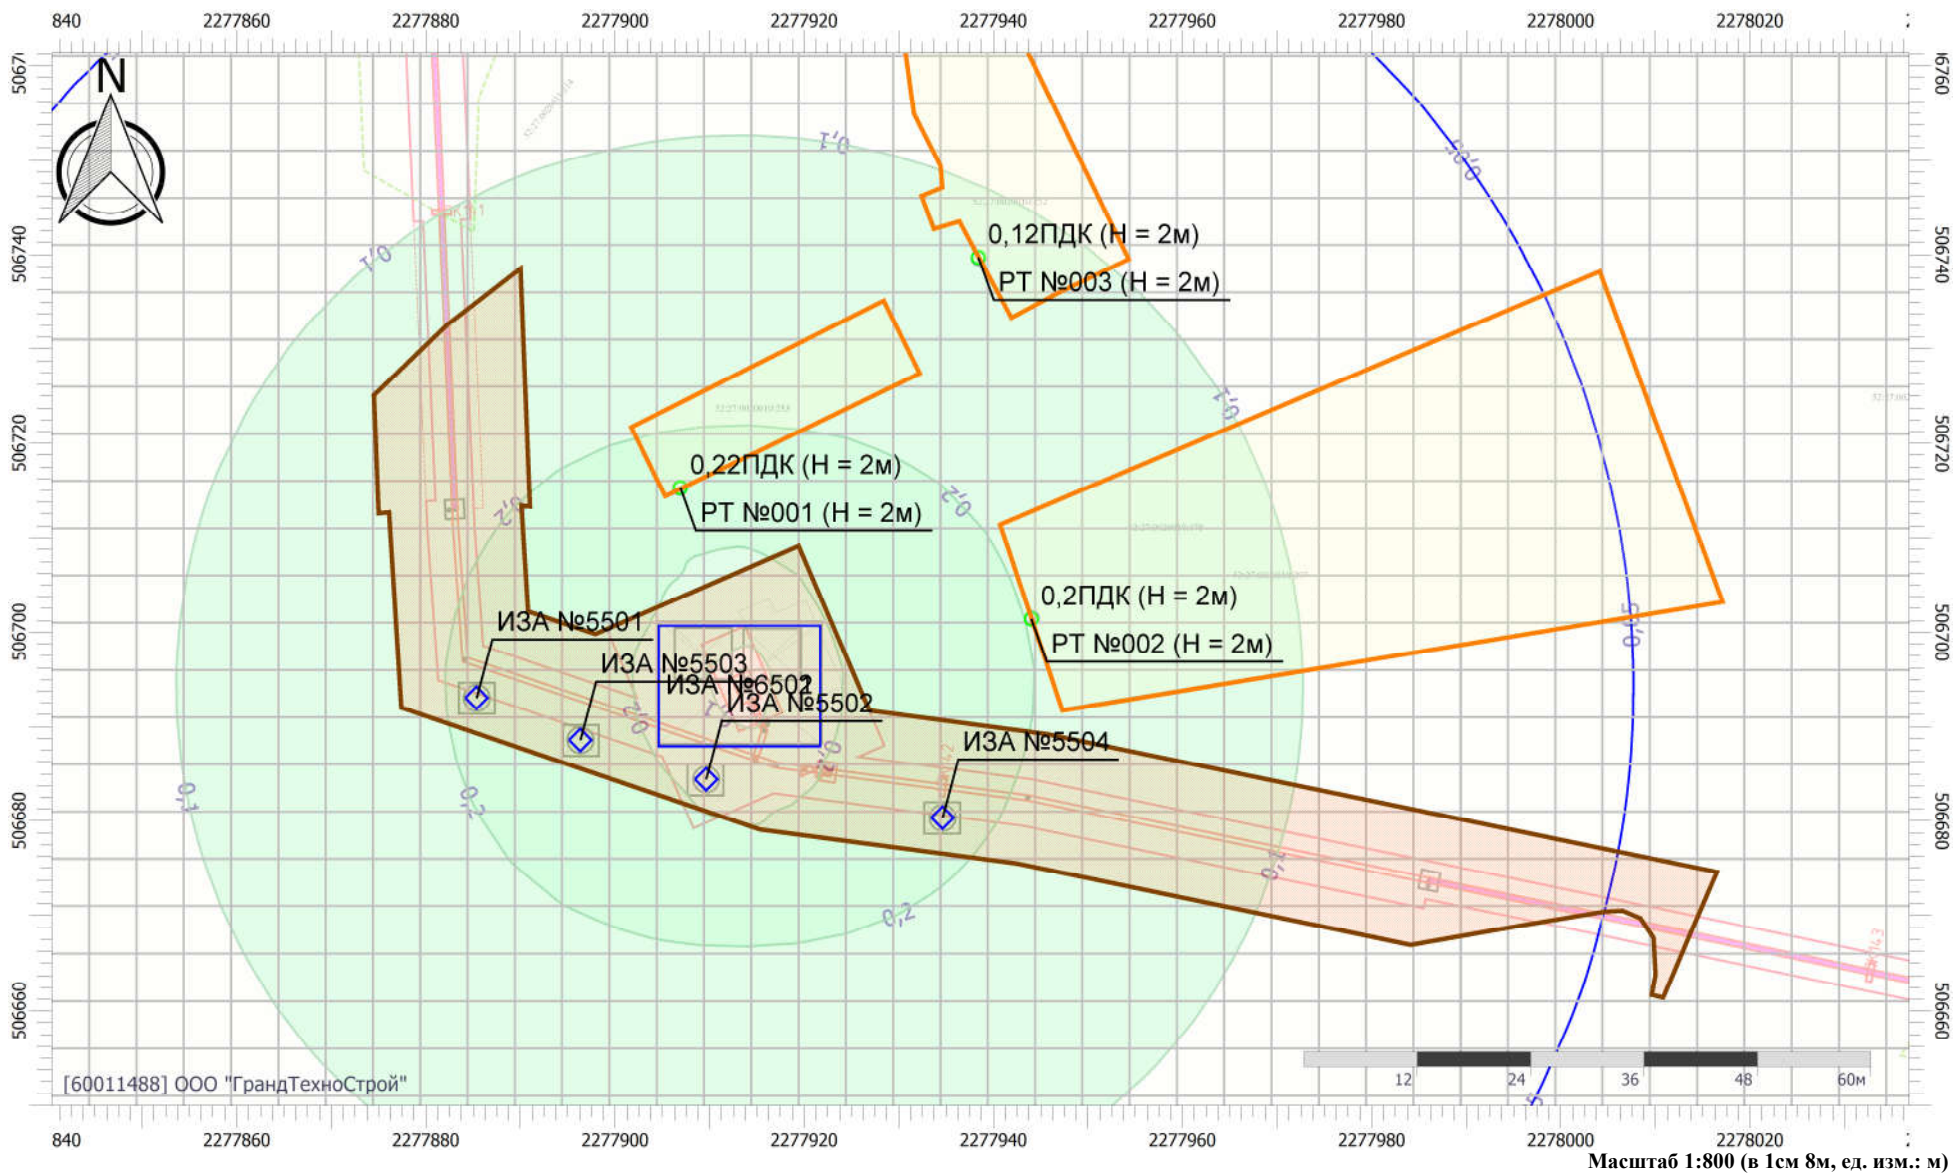 840 2277860 2277880 2277900 2277920 2277940 2277960 2277980 2278000 2278020
N
0,1
0,05
0,12ПДК (Н = 2м)
РТ №003 (Н = 2м)
0,1
506740
506740
0,1
0,22ПДК (Н = 2м)
РТ №001 (Н = 2м)
0,2
0,2
506720
506720
0,2ПДК (Н = 2м)
РТ №002 (Н = 2м)
0,05
506700
506700
ИЗА №5501
ИЗА №5503
ИЗА №5502
ИЗА №5504
0,2
0,1
0,2
0,1
0,2
506680
506680
506660
506660
[60011488] ООО "ГрандТехноСтрой"
12 24 36 48 60м
840 2277860 2277880 2277900 2277920 2277940 2277960 2277980 2278000 2278020
Масштаб 1:800 (в 1см 8м, ед. изм.: м)